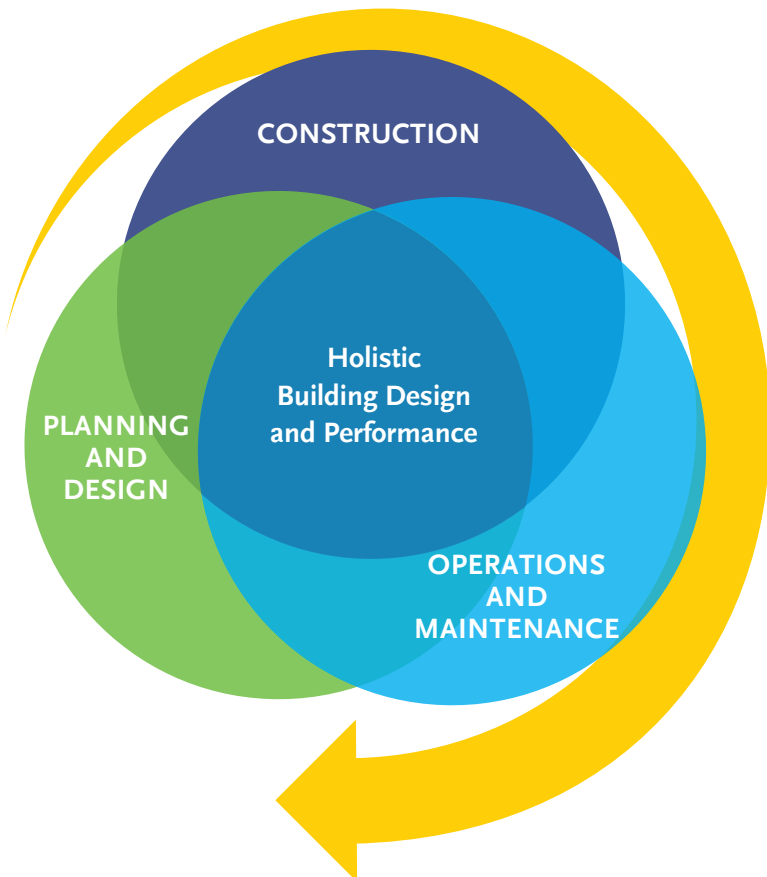 CONSTRUCTION
Holistic
Building Design
and Performance
PLANNING
AND
DESIGN
OPERATIONS
AND
MAINTENANCE